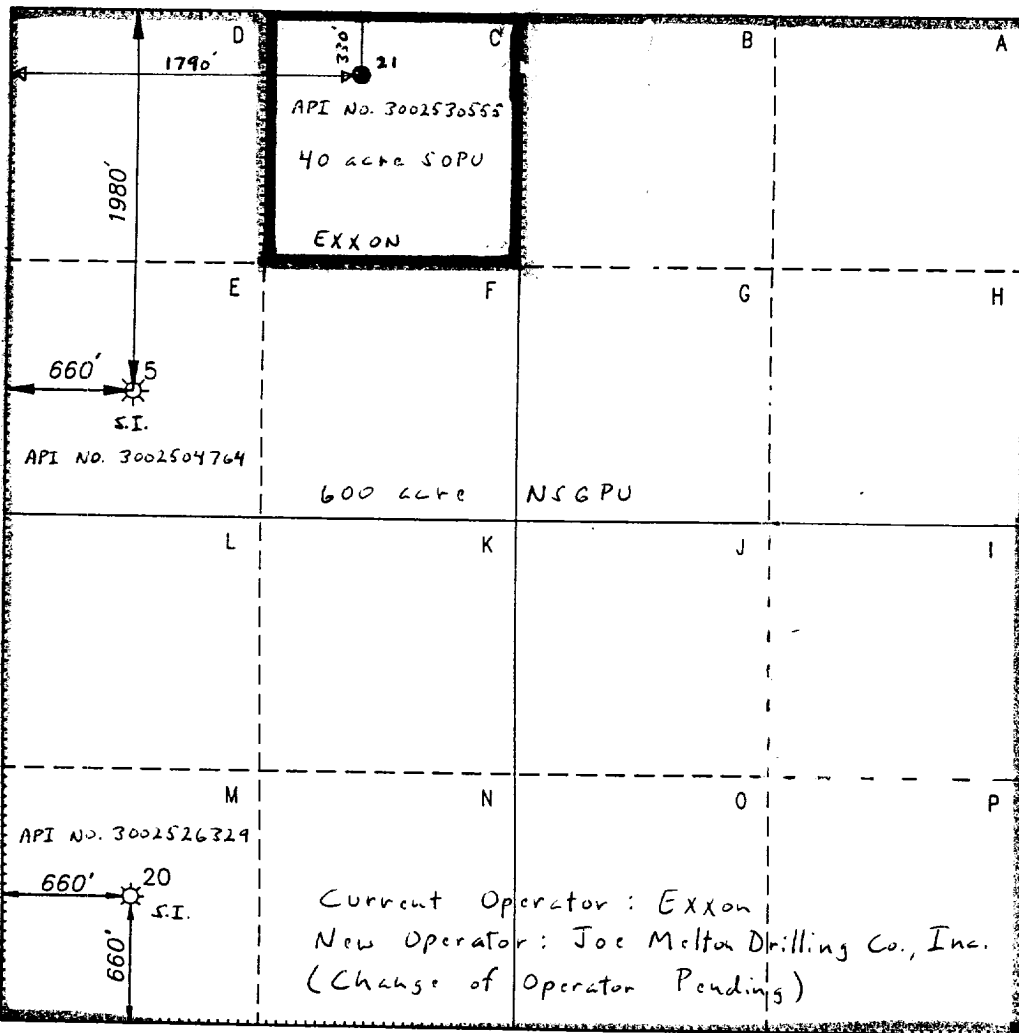 D
C
B
A
330'
1790'
21
API No. 3002530555
40 acre SOPU
1980'
EXXON
E
F
G
H
660'
5
S.I.
API No. 3002504764
600 acre NSGPU
L
K
J
I
M
N
O
P
API No. 3002526329
660'
20
S.I.
660'
Current Operator: Exxon
New Operator: Joe Melton Drilling Co., Inc.
(Change of Operator Pending)